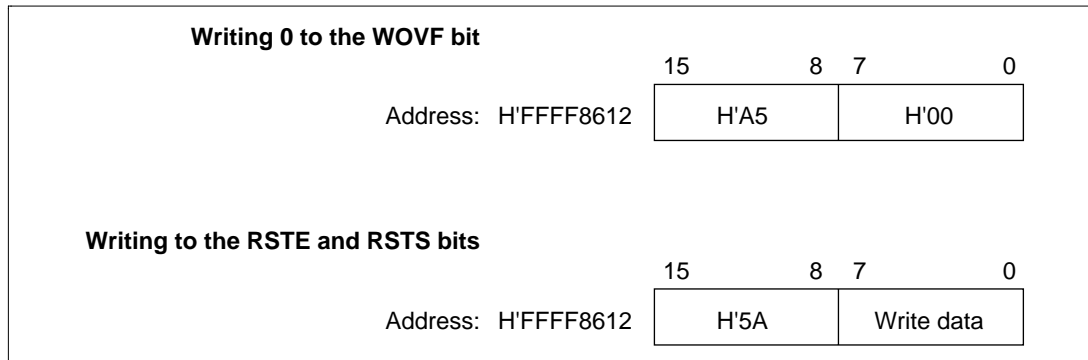 Writing 0 to the WOVF bit
15 8 7 0
Address: H'FFFF8612 H'A5 H'00
Writing to the RSTE and RSTS bits
15 8 7 0
Address: H'FFFF8612 H'5A Write data